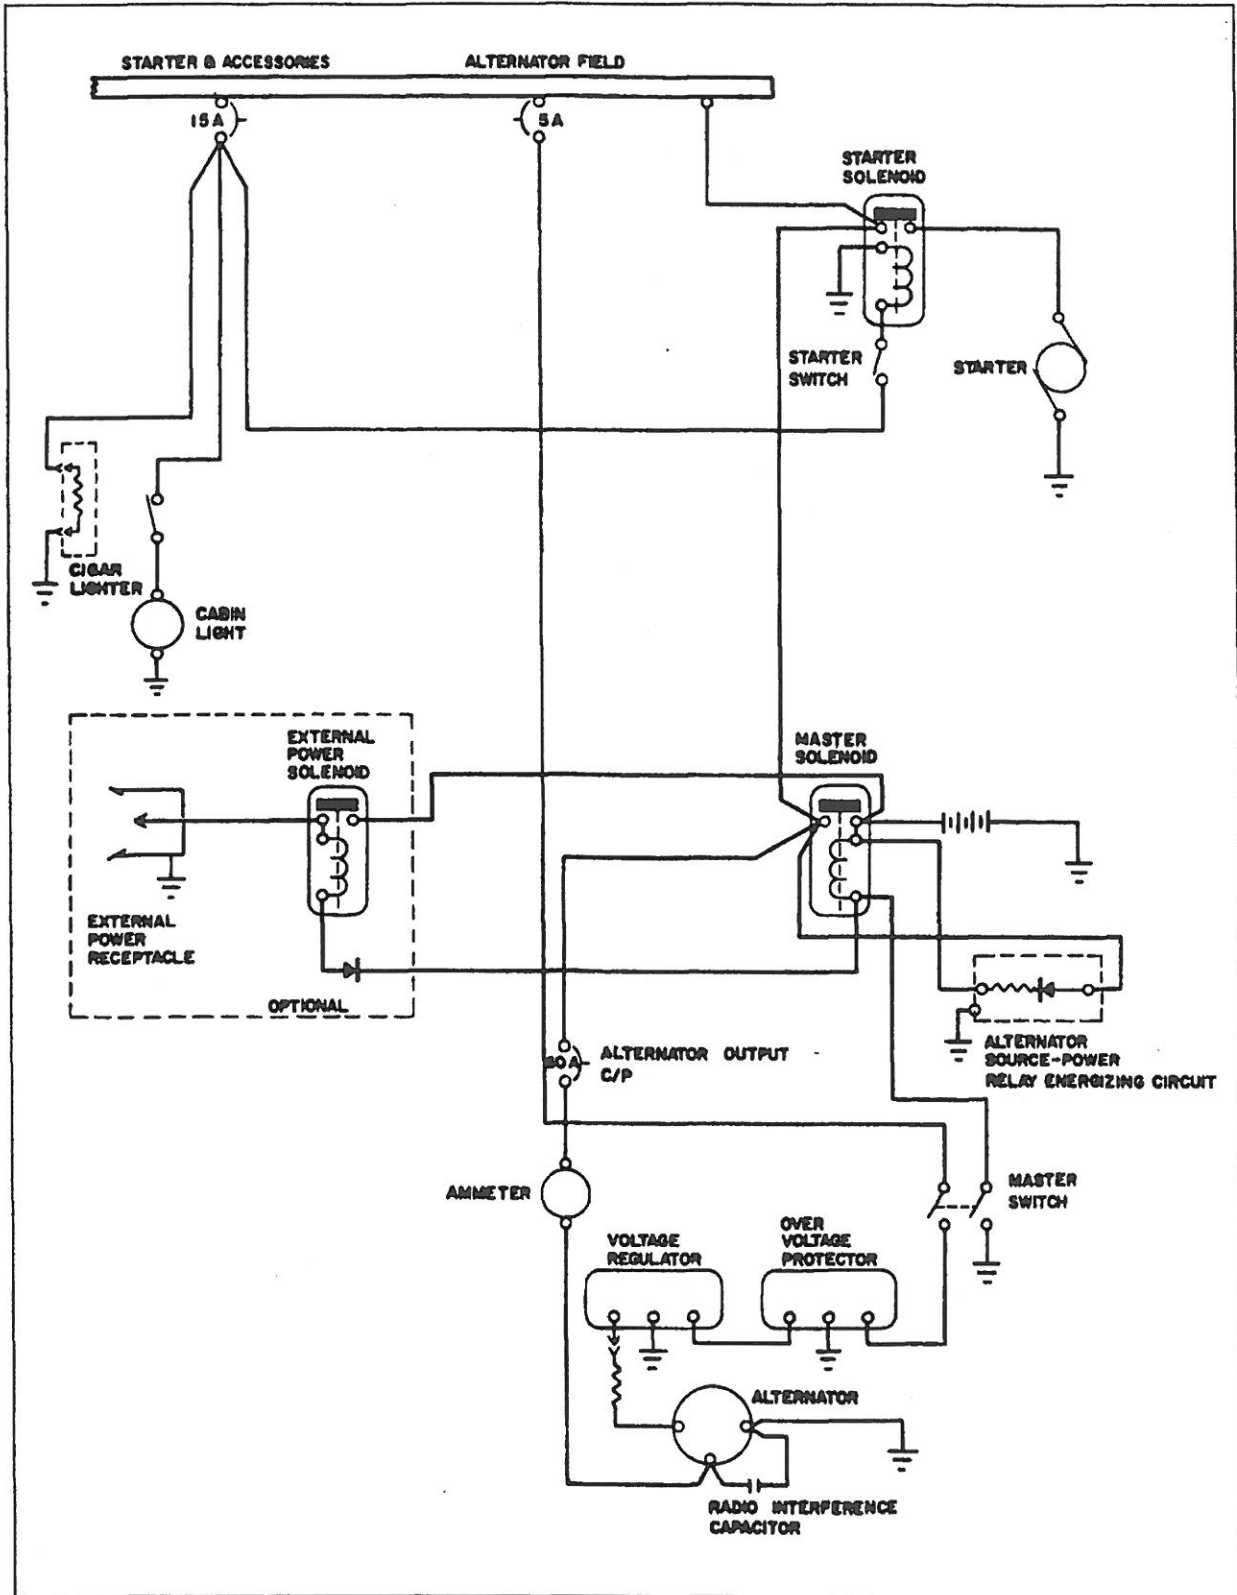 STARTER & ACCESSORIES
ALTERNATOR FIELD
15A
5A
STARTER
SOLENOID
STARTER
SWITCH
STARTER
CIGAR
LIGHTER
CABIN
LIGHT
EXTERNAL
POWER
SOLENOID
MASTER
SOLENOID
EXTERNAL
POWER
RECEPTACLE
OPTIONAL
ALTERNATOR OUTPUT
C/P
ALTERNATOR
SOURCE-POWER
RELAY ENERGIZING CIRCUIT
AMMETER
MASTER
SWITCH
VOLTAGE
REGULATOR
OVER
VOLTAGE
PROTECTOR
ALTERNATOR
RADIO INTERFERENCE
CAPACITOR